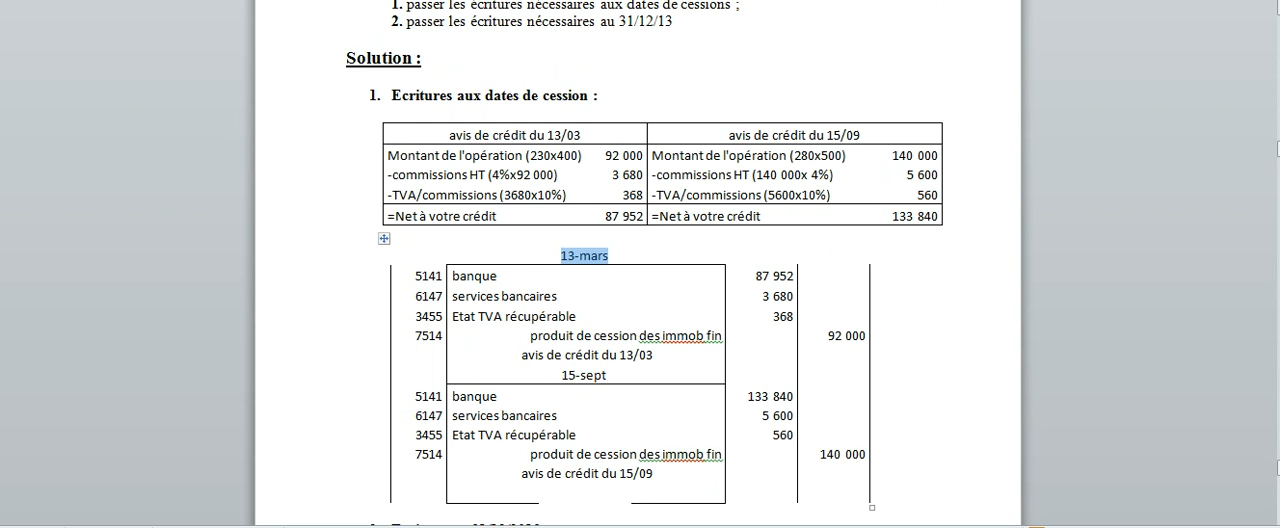 1. passer les écritures nécessaires aux dates de cessions ;
2. passer les écritures nécessaires au 31/12/13
Solution :
1. Ecritures aux dates de cession :
avis de crédit du 13/03 avis de crédit du 15/09
Montant de l'opération (230x400) 92 000 Montant de l'opération (280x500) 140 000
-commissions HT (4%x92 000) 3 680 -commissions HT (140 000x 4%) 5 600
-TVA/commissions (3680x10%) 368 -TVA/commissions (5600x10%) 560
=Net à votre crédit 87 952 =Net à votre crédit 133 840
13-mars
5141 banque 87 952
6147 services bancaires 3 680
3455 Etat TVA récupérable 368
7514 produit de cession des immob fin 92 000
avis de crédit du 13/03
15-sept
5141 banque 133 840
6147 services bancaires 5 600
3455 Etat TVA récupérable 560
7514 produit de cession des immob fin 140 000
avis de crédit du 15/09